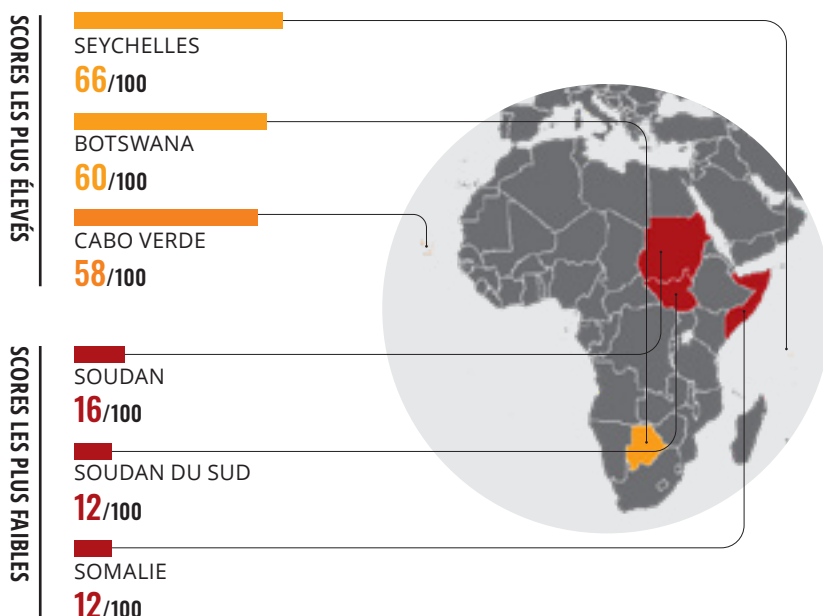 SCORES LES PLUS ÉLEVÉS
SEYCHELLES
66/100
BOTSWANA
60/100
CABO VERDE
58/100
SCORES LES PLUS FAIBLES
SOUDAN
16/100
SOUDAN DU SUD
12/100
SOMALIE
12/100